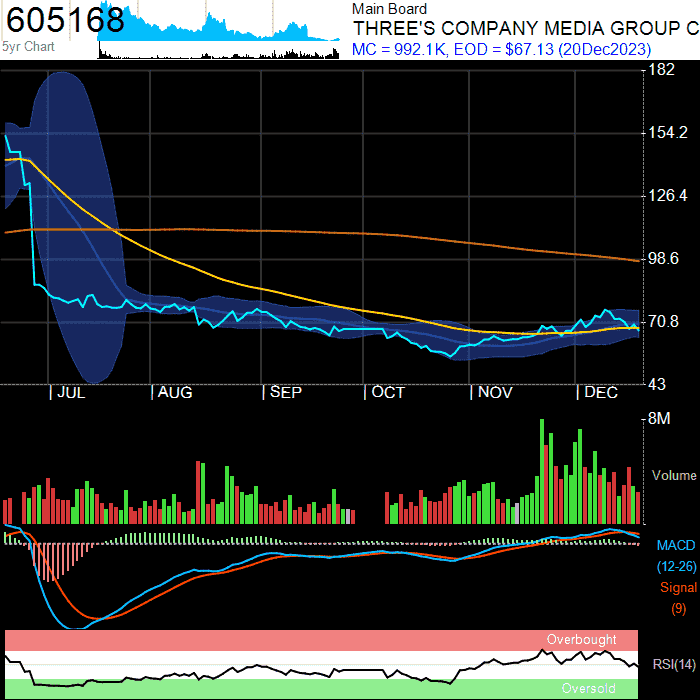 605168
5yr Chart
Main Board
THREE'S COMPANY MEDIA GROUP C
MC = 992.1K, EOD = $67.13 (20Dec2023)
182
154.2
126.4
98.6
70.8
43
JUL AUG SEP OCT NOV DEC
8M
Volume
MACD
(12-26)
Signal
(9)
Overbought
RSI(14)
Oversold